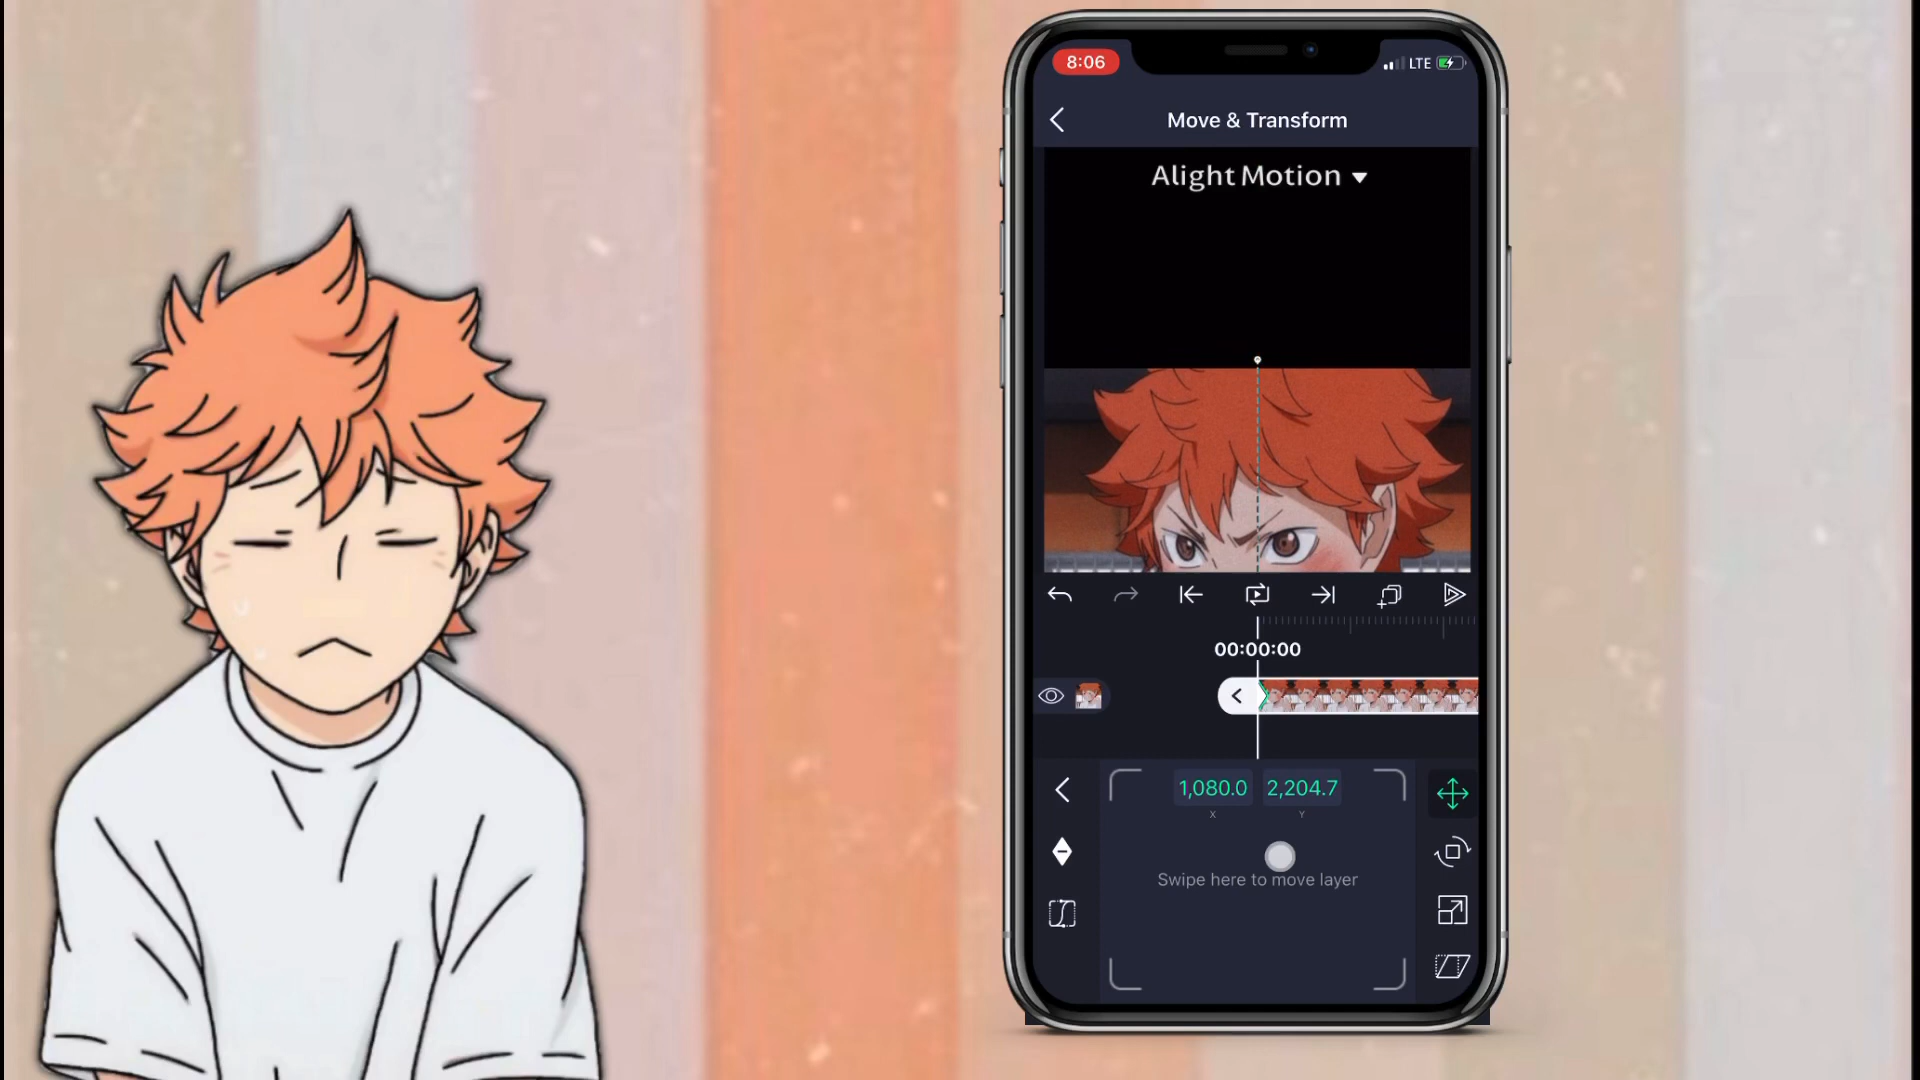 8:06
LTE
Move & Transform
Alight Motion
00:00:00
1,080.0 2,204.7
X Y
Swipe here to move layer